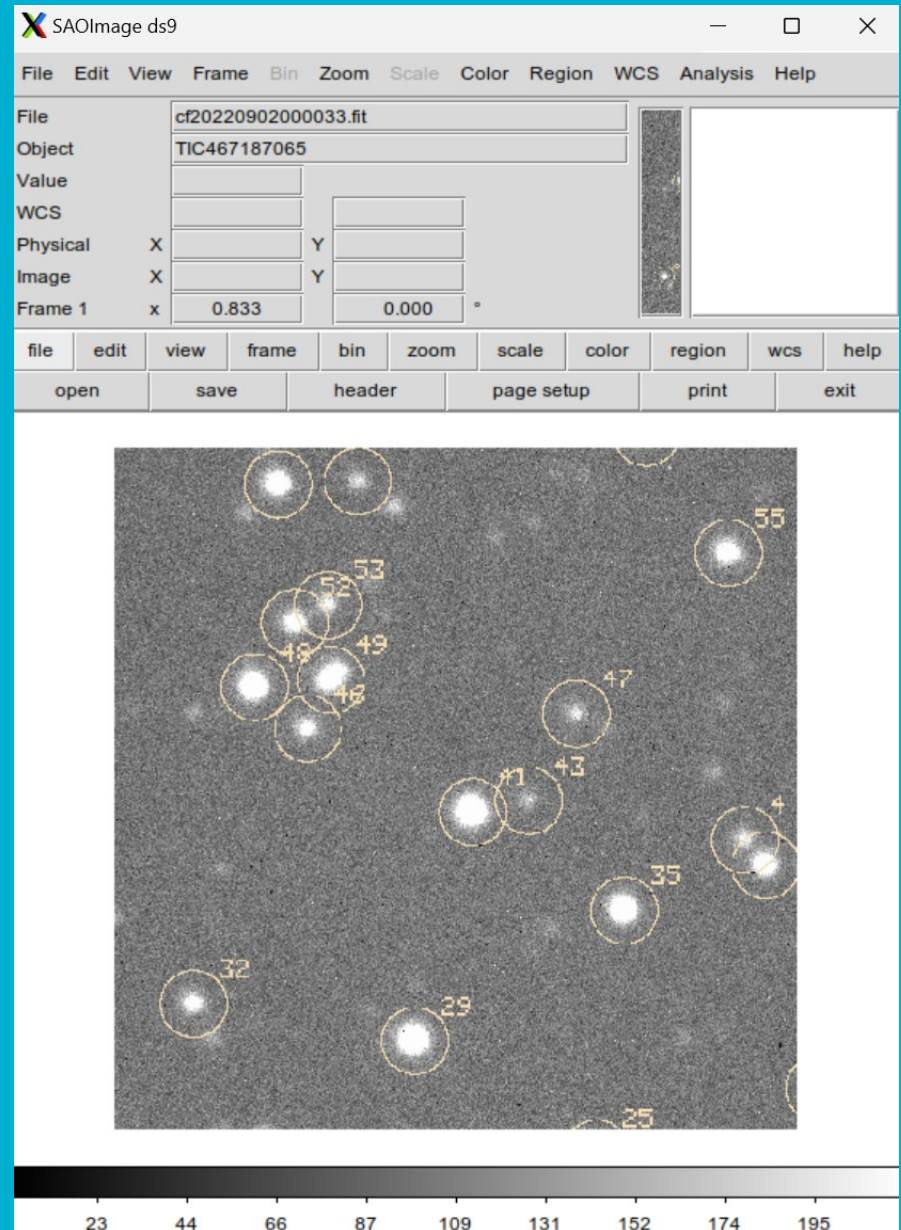 SAOImage ds9
File Edit View Frame Bin Zoom Scale Color Region WCS Analysis Help
File cf20220902000033.fit
Object TIC467187065
Value
WCS
Physical X Y
Image X Y
Frame 1 x 0.833 0.000 °
file edit view frame bin zoom scale color region wcs help
open save header page setup print exit
55
53
52
49
48
46
47
43
41
4
35
32
29
25
23 44 66 87 109 131 152 174 195